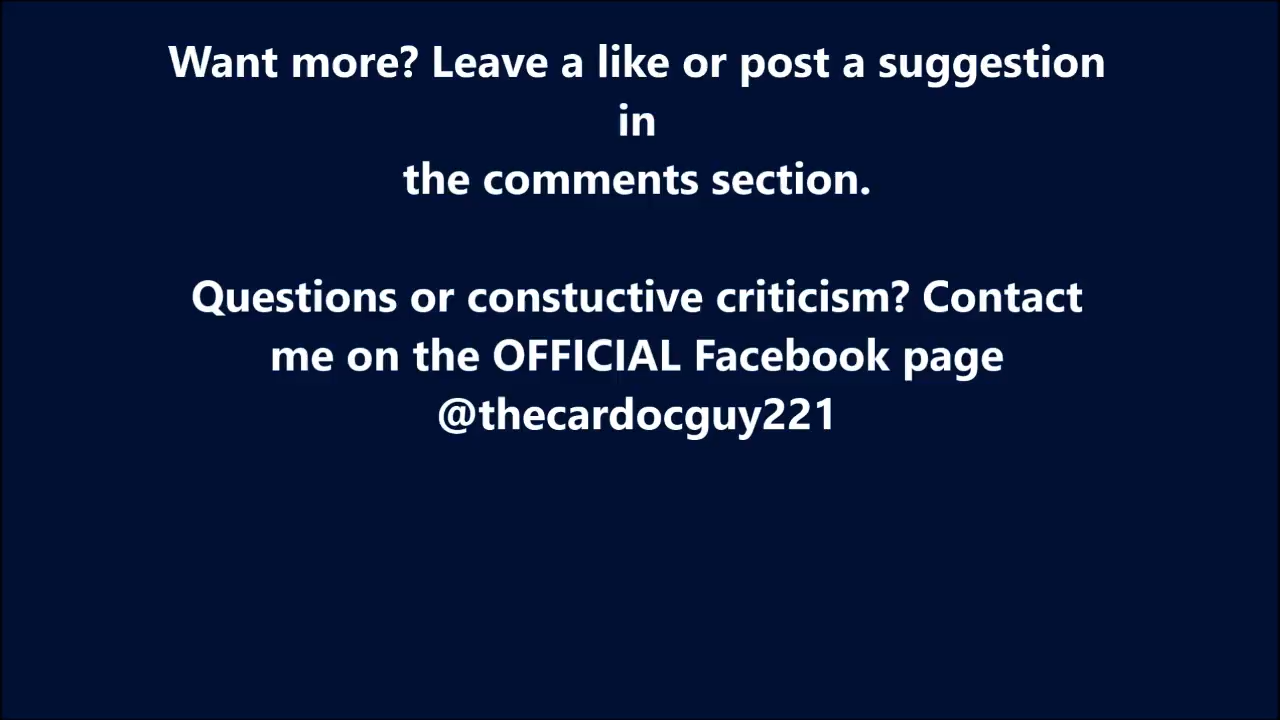 Want more? Leave a like or post a suggestion
in
the comments section.
Questions or constuctive criticism? Contact
me on the OFFICIAL Facebook page
@thecardocguy221